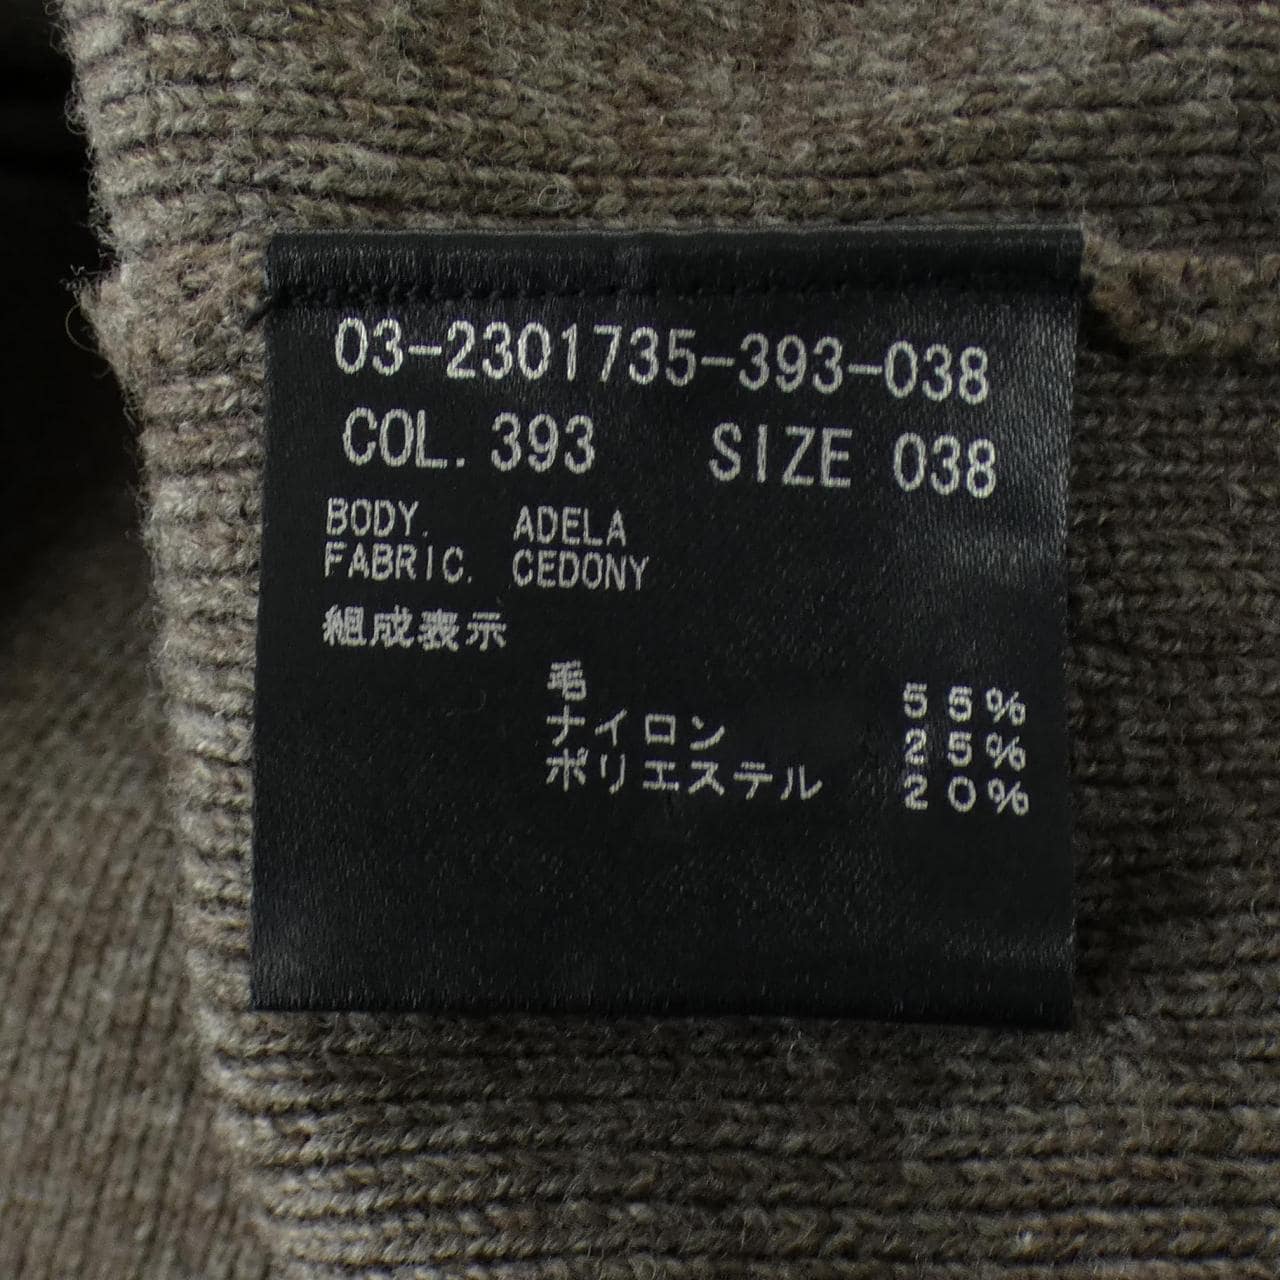 03-2301735-393-038
COL. 393 SIZE 038
BODY. ADELA
FABRIC. CEDONY
組成表示
毛 55%
ナイロン 25%
ポリエステル 20%